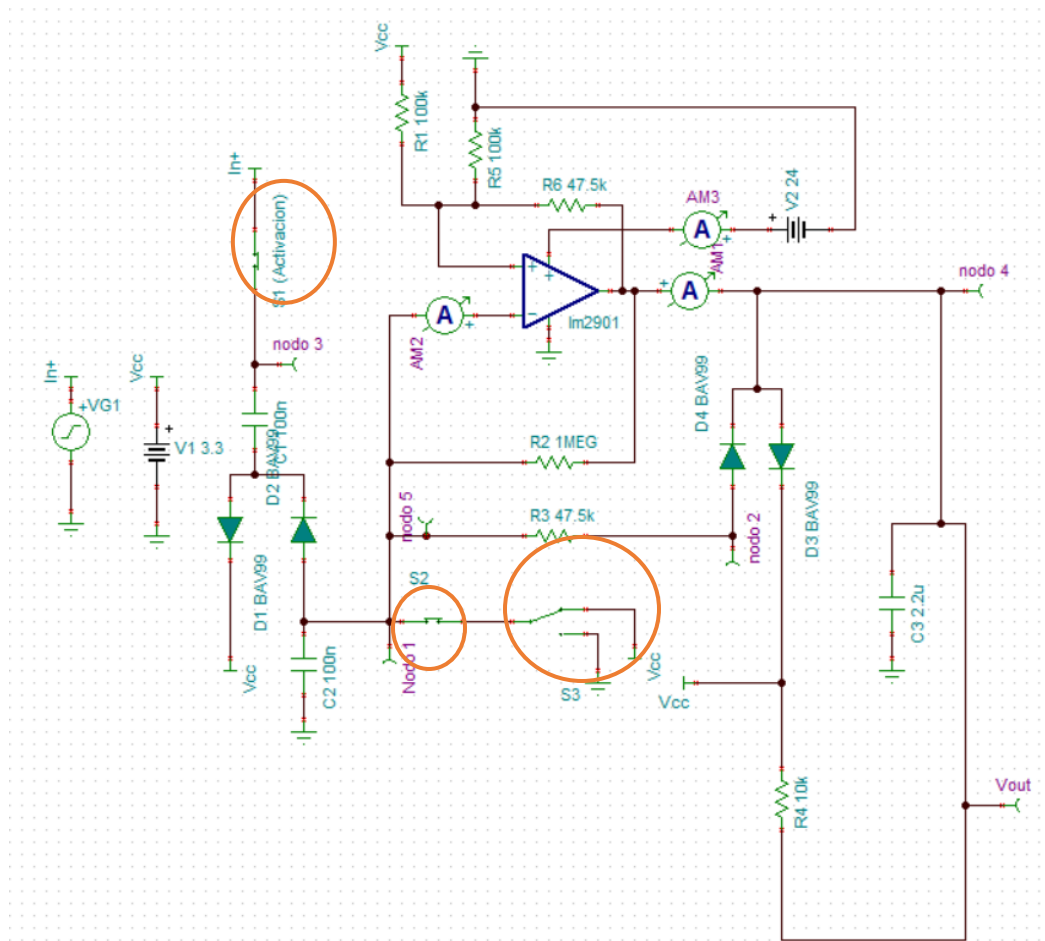 Vcc
R1 100k
R5 100k
In+
S1 (Activacion)
R6 47.5k
AM3
A
+
V2 24
+
AM1
A
+
nodo 4
+
+
-
lm2901
A
+
AM2
nodo 3
In+
+VG1
Vcc
+
V1 3.3
C1 100n
D2 BAV99
D1 BAV99
Vcc
R2 1MEG
D4 BAV99
D3 BAV99
nodo 5
R3 47.5k
nodo 2
S2
Nodo 1
C2 100n
S3
Vcc
Vcc
C3 2.2u
R4 10k
Vout